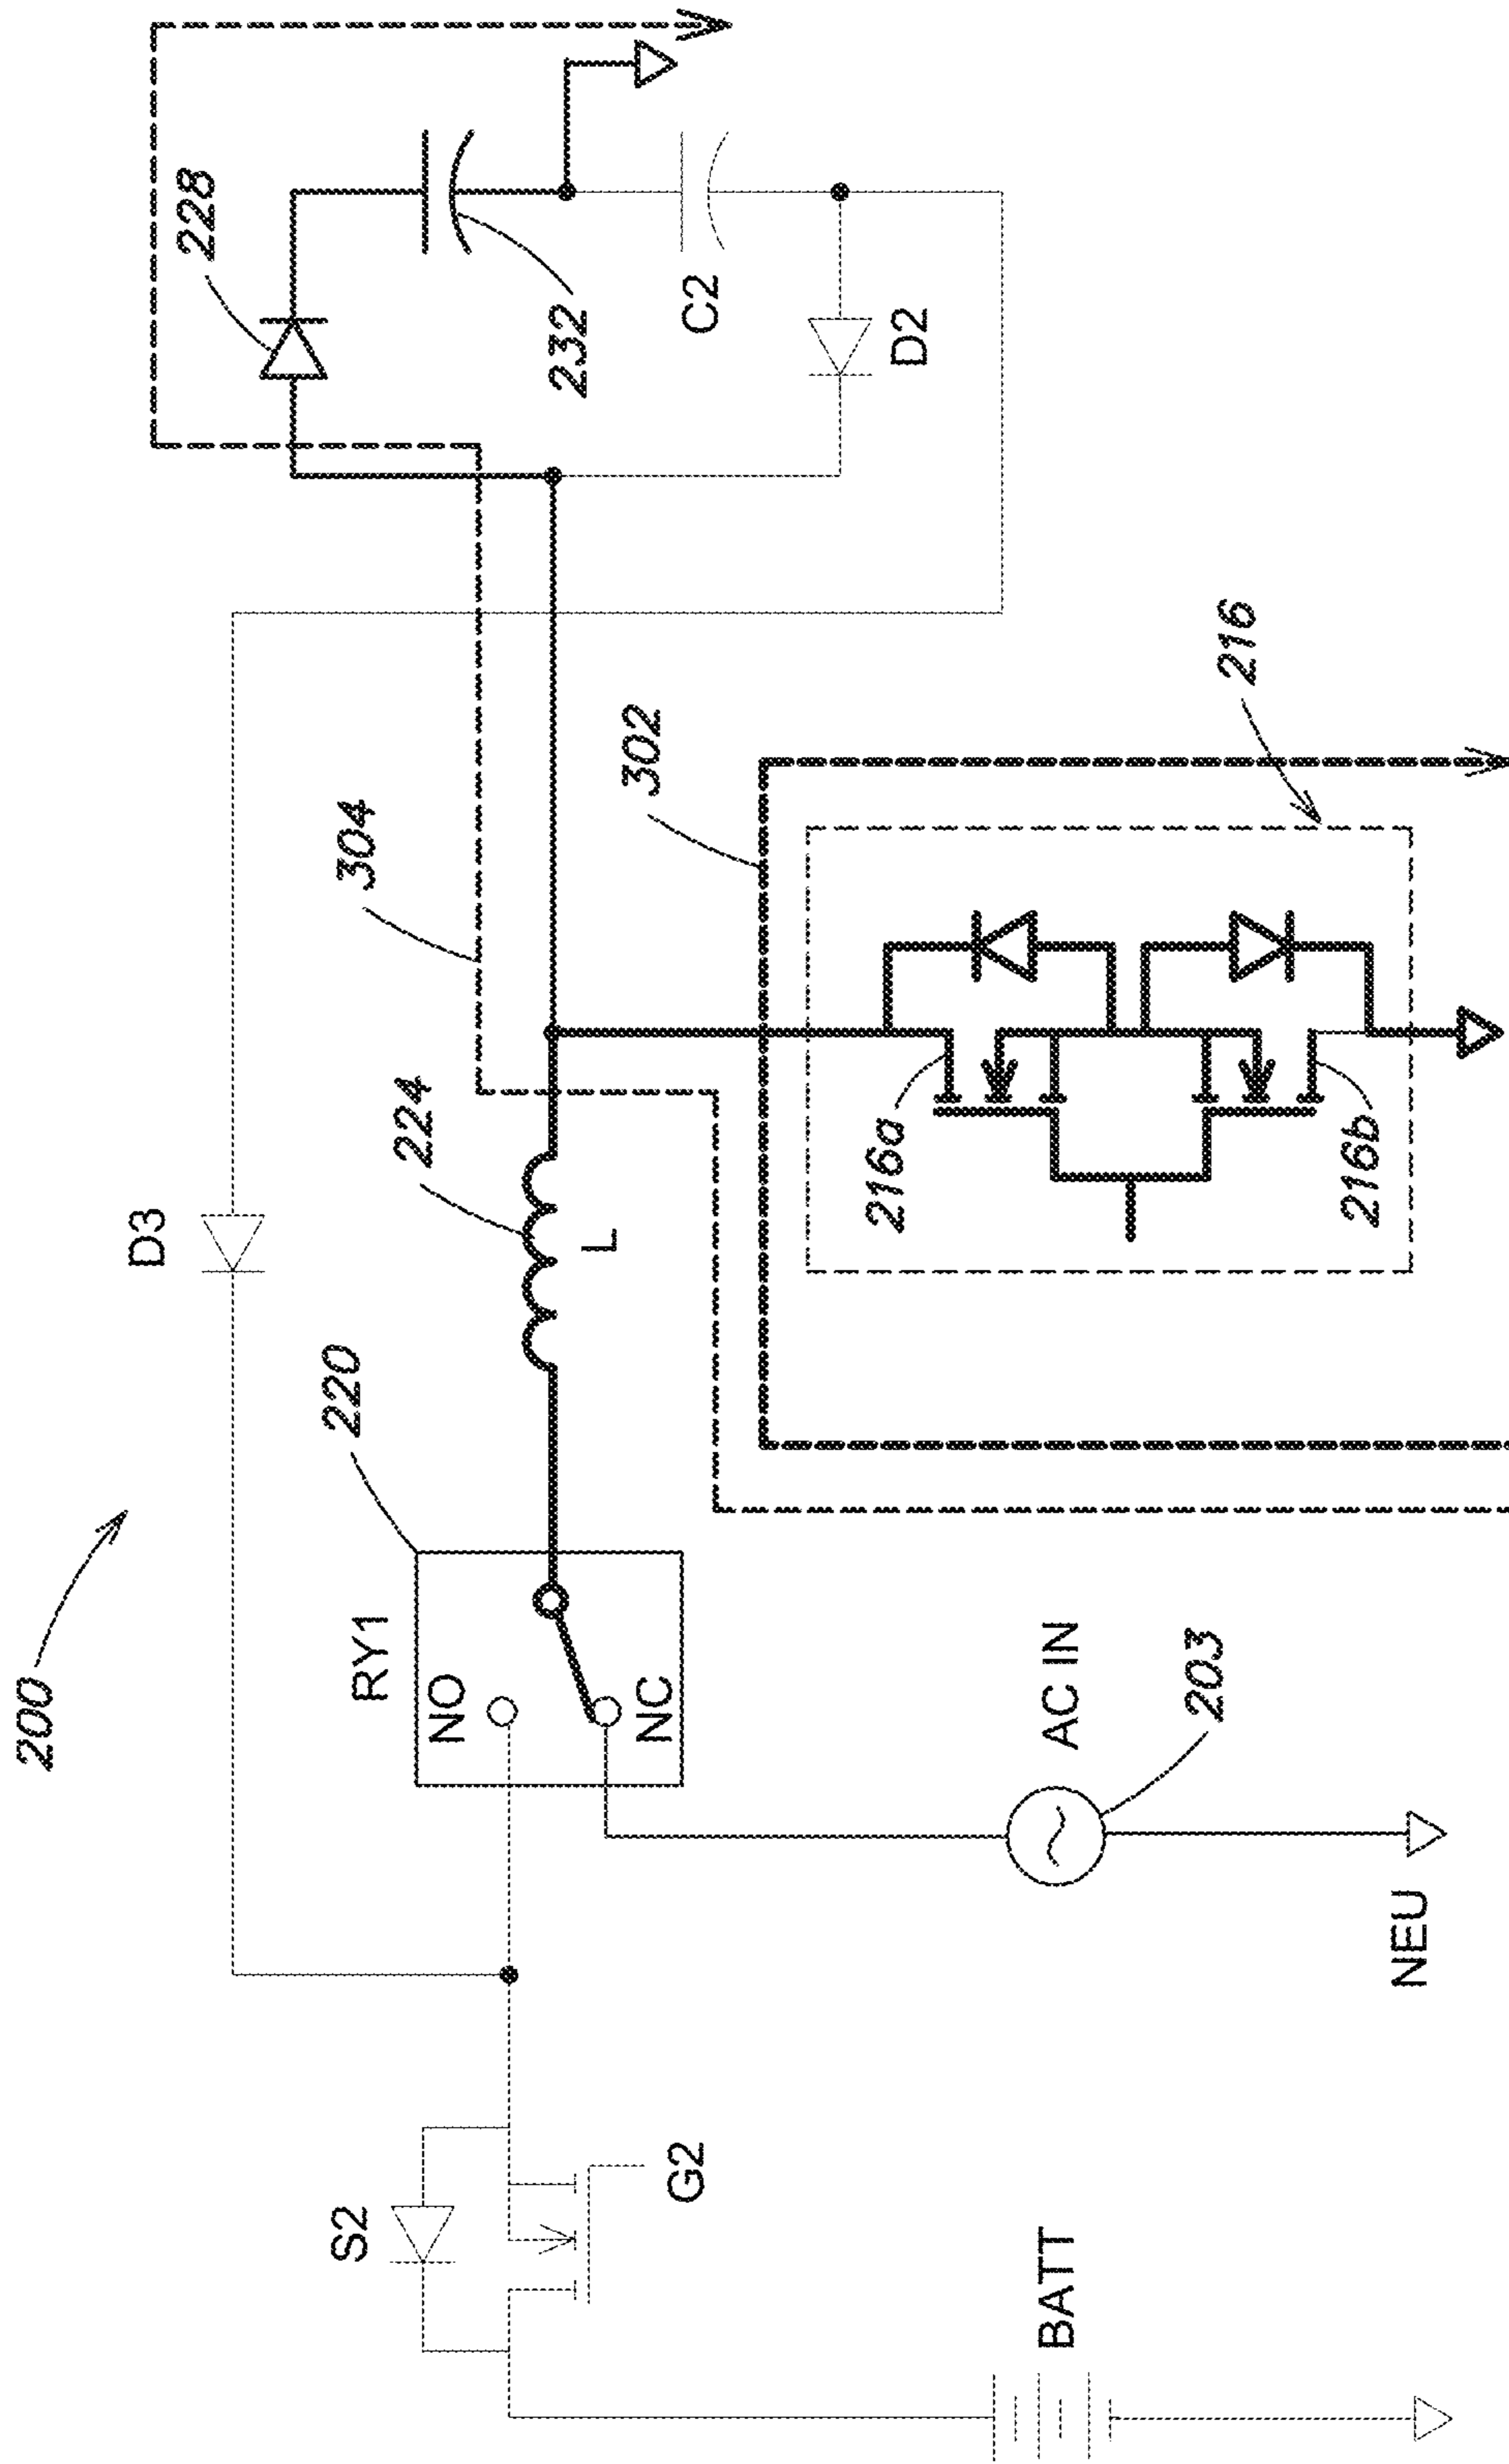 200
D3
228
S2
220
304
RY1
224
NO
232
L
302
NC
G2
C2
216a
D2
BATT
AC IN
203
216
216b
NEU